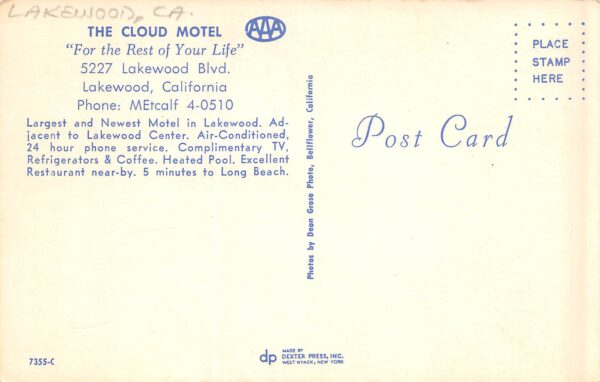 LAKEWOOD, CA.
THE CLOUD MOTEL
AAA
"For the Rest of Your Life"
5227 Lakewood Blvd.
Lakewood, California
Phone: MEtcalf 4-0510
Largest and Newest Motel in Lakewood. Ad-
jacent to Lakewood Center. Air-Conditioned,
24 hour phone service. Complimentary TV,
Refrigerators & Coffee. Heated Pool. Excellent
Restaurant near-by. 5 minutes to Long Beach.
7355-C
Photos by Dean Grose Photo, Bellflower, California
dp
MADE BY
DEXTER PRESS, INC.
WEST NYACK, NEW YORK
Post Card
PLACE
STAMP
HERE